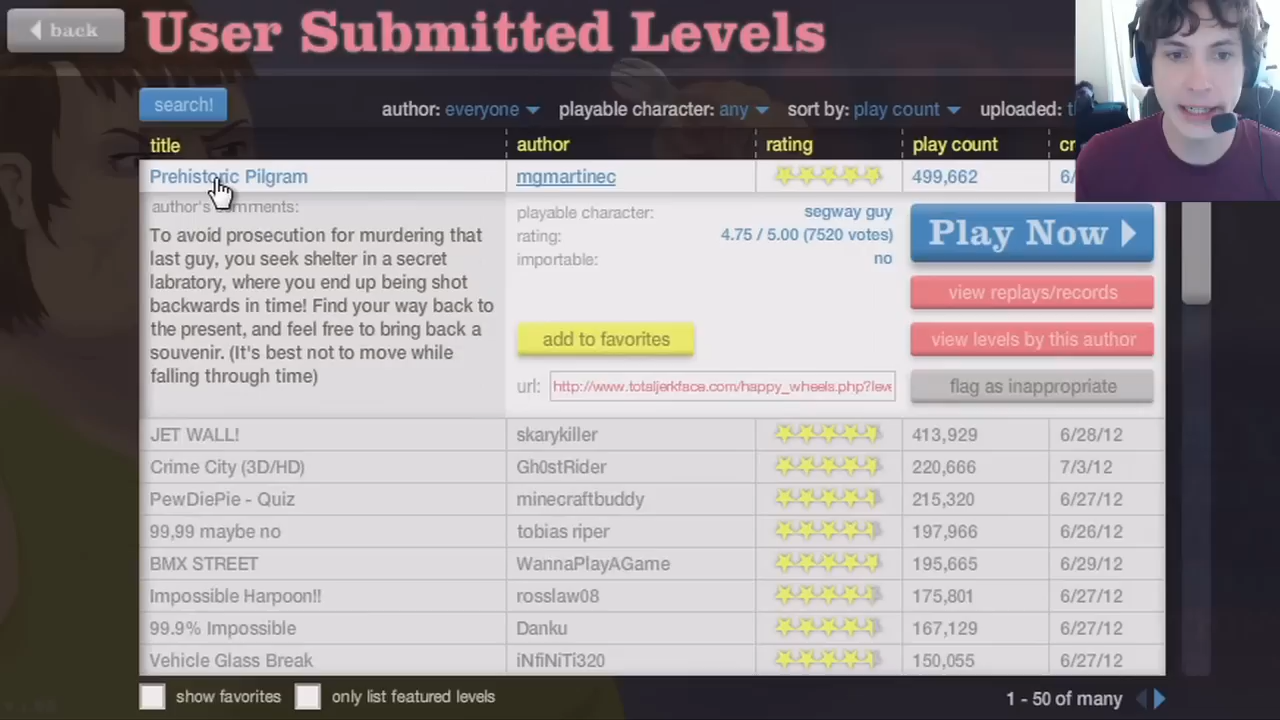 back
User Submitted Levels
search!
author: everyone playable character: any sort by: play count uploaded:
title author rating play count
Prehistoric Pilgram mgmartinec 499,662 6/
author's comments:
To avoid prosecution for murdering that
last guy, you seek shelter in a secret
labratory, where you end up being shot
backwards in time! Find your way back to
the present, and feel free to bring back a
souvenir. (It's best not to move while
falling through time)
playable character: segway guy
rating: 4.75 / 5.00 (7520 votes)
importable: no
add to favorites
url: http://www.totaljerkface.com/happy_wheels.php?leve
Play Now
view replays/records
view levels by this author
flag as inappropriate
JET WALL! skarykiller 413,929 6/28/12
Crime City (3D/HD) Gh0stRider 220,666 7/3/12
PewDiePie - Quiz minecraftbuddy 215,320 6/27/12
99,99 maybe no tobias riper 197,966 6/26/12
BMX STREET WannaPlayAGame 195,665 6/29/12
Impossible Harpoon!! rosslaw08 175,801 6/27/12
99.9% Impossible Danku 167,129 6/27/12
Vehicle Glass Break iNfiNiTi320 150,055 6/27/12
show favorites only list featured levels 1 - 50 of many